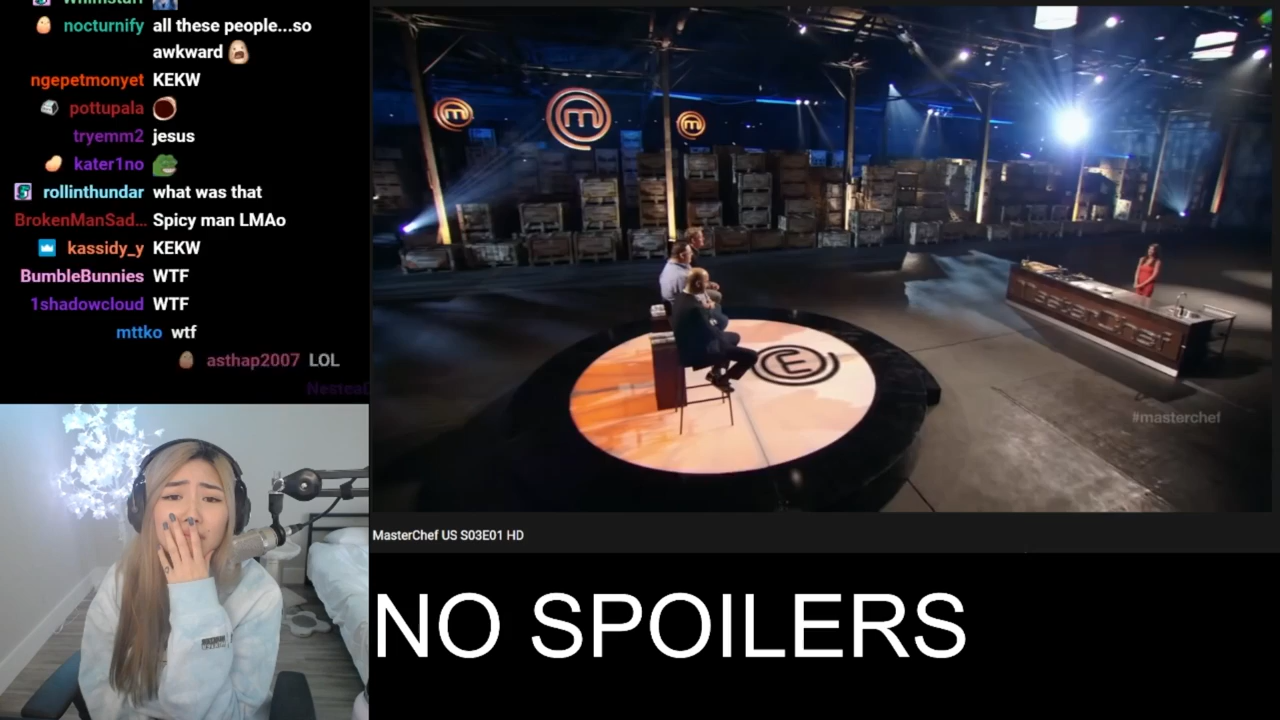 nocturnify all these people...so
awkward
ngepetmonyet KEKW
pottupala
tryemm2 jesus
kater1no
rollinthundar what was that
BrokenManSad... Spicy man LMAo
kassidy_y KEKW
BumbleBunnies WTF
1shadowcloud WTF
mttko wtf
asthap2007 LOL
MasterChef
#masterchef
MasterChef US S03E01 HD
NO SPOILERS